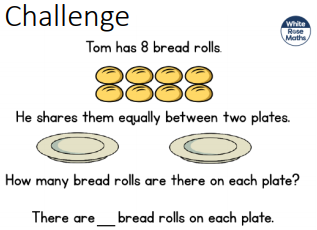 Challenge
White
Rose
Maths
Tom has 8 bread rolls.
He shares them equally between two plates.
How many bread rolls are there on each plate?
There are __ bread rolls on each plate.